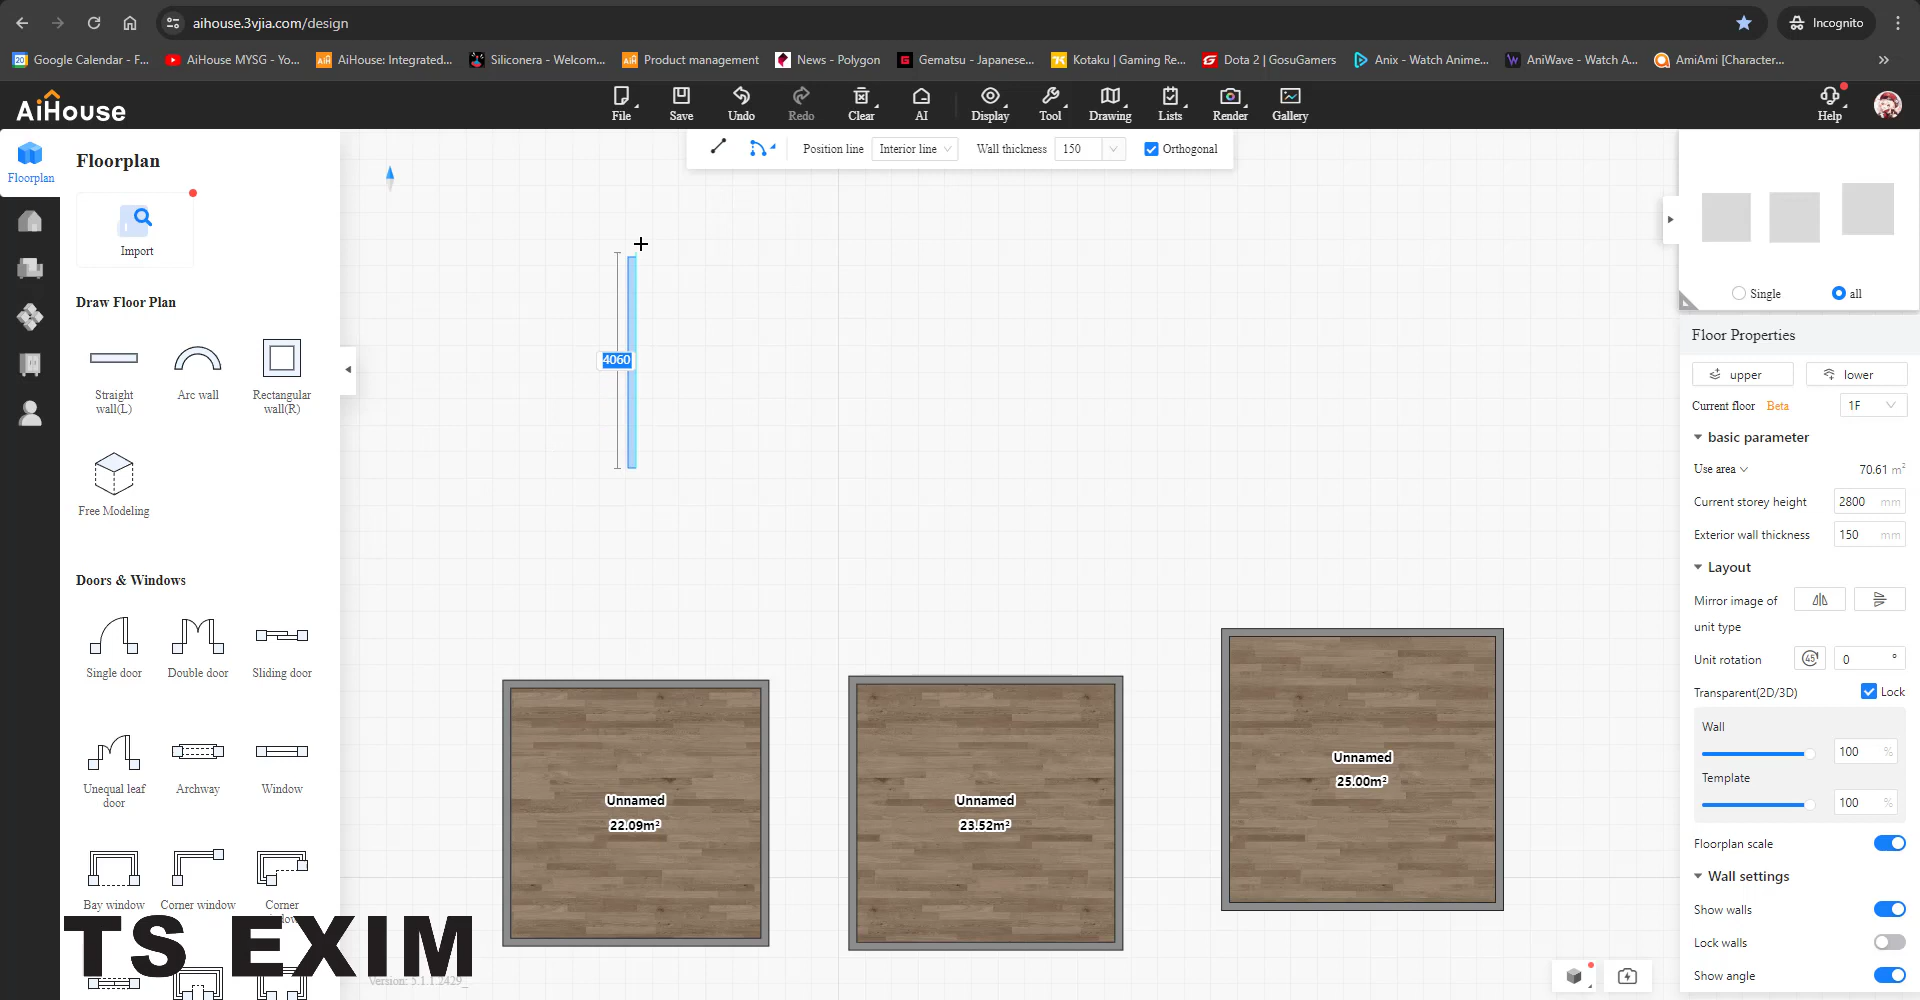 aihouse.3vjia.com/design
Incognito
Google Calendar - F...
AiHouse MYSG - Yo...
AiHouse: Integrated...
Siliconera - Welcom...
Product management
News - Polygon
Gematsu - Japanese...
Kotaku | Gaming Re...
Dota 2 | GosuGamers
Anix - Watch Anime...
AniWave - Watch A...
AmiAmi [Character...
AiHouse
File
Save
Undo
Redo
Clear
AI
Display
Tool
Drawing
Lists
Render
Gallery
Help
Floorplan
Floorplan
Import
Position line
Interior line
Wall thickness
150
Orthogonal
Draw Floor Plan
Straight
wall(L)
Arc wall
Rectangular
wall(R)
Free Modeling
Doors & Windows
Single door
Double door
Sliding door
Unequal leaf
door
Archway
Window
Bay window
Corner window
Corner
TS EXIM
Version: 5.1.1.2429_
4060
Unnamed
22.09m²
Unnamed
23.52m²
Unnamed
25.00m²
Single
all
Floor Properties
upper
lower
Current floor Beta
1F
basic parameter
Use area
70.61 m²
Current storey height
2800 mm
Exterior wall thickness
150 mm
Layout
Mirror image of
unit type
Unit rotation
45°
0 °
Transparent(2D/3D)
Lock
Wall
100 %
Template
100 %
Floorplan scale
Wall settings
Show walls
Lock walls
Show angle